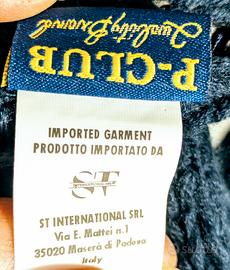 P-CLUB
Quality Brand
IMPORTED GARMENT
PRODOTTO IMPORTATO DA
ST
ST INTERNATIONAL SRL
Via E. Mattei n.1
35020 Maserà di Padova
Italy